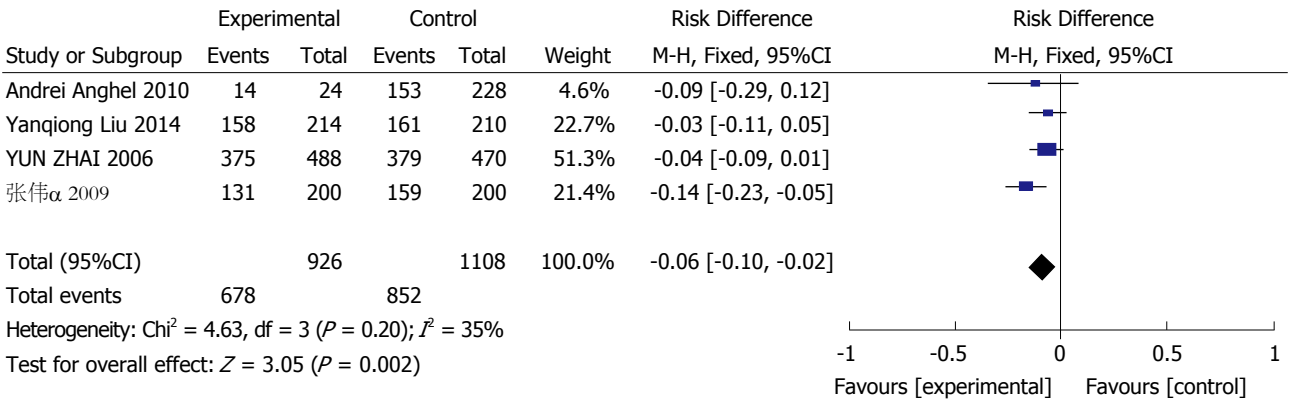 Experimental Control Risk Difference Risk Difference
Study or Subgroup Events Total Events Total Weight M-H, Fixed, 95%CI M-H, Fixed, 95%CI
Andrei Anghel 2010 14 24 153 228 4.6% -0.09 [-0.29, 0.12]
Yanqiong Liu 2014 158 214 161 210 22.7% -0.03 [-0.11, 0.05]
YUN ZHAI 2006 375 488 379 470 51.3% -0.04 [-0.09, 0.01]
张伟α 2009 131 200 159 200 21.4% -0.14 [-0.23, -0.05]
Total (95%CI) 926 1108 100.0% -0.06 [-0.10, -0.02]
Total events 678 852
Heterogeneity: Chi² = 4.63, df = 3 (P = 0.20); I² = 35%
Test for overall effect: Z = 3.05 (P = 0.002)
-1 -0.5 0 0.5 1
Favours [experimental] Favours [control]